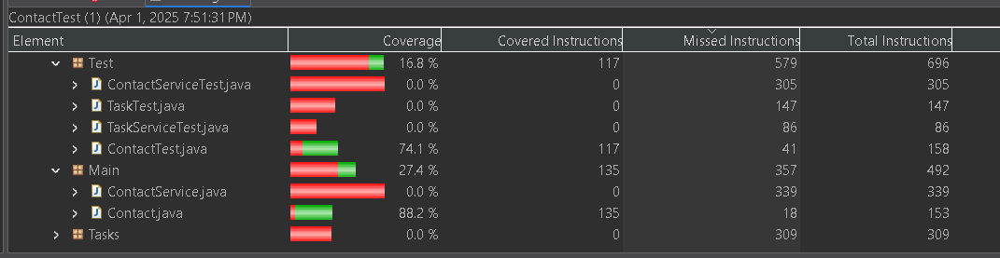 ContactTest (1) (Apr 1, 2025 7:51:31 PM)
Element Coverage Covered Instructions Missed Instructions Total Instructions
Test 16.8 % 117 579 696
ContactServiceTest.java 0.0 % 0 305 305
TaskTest.java 0.0 % 0 147 147
TaskServiceTest.java 0.0 % 0 86 86
ContactTest.java 74.1 % 117 41 158
Main 27.4 % 135 357 492
ContactService.java 0.0 % 0 339 339
Contact.java 88.2 % 135 18 153
Tasks 0.0 % 0 309 309